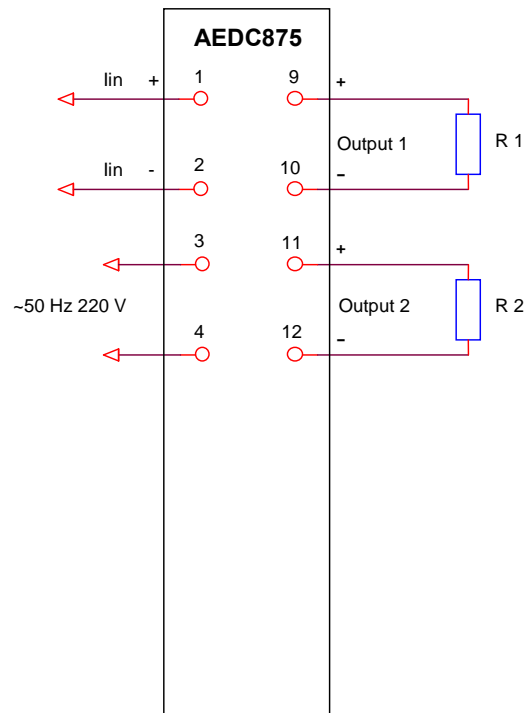 AEDC875
Iin + 1 9 +
Output 1 R 1
Iin - 2 10 -
3 11 +
~50 Hz 220 V Output 2 R 2
4 12 -